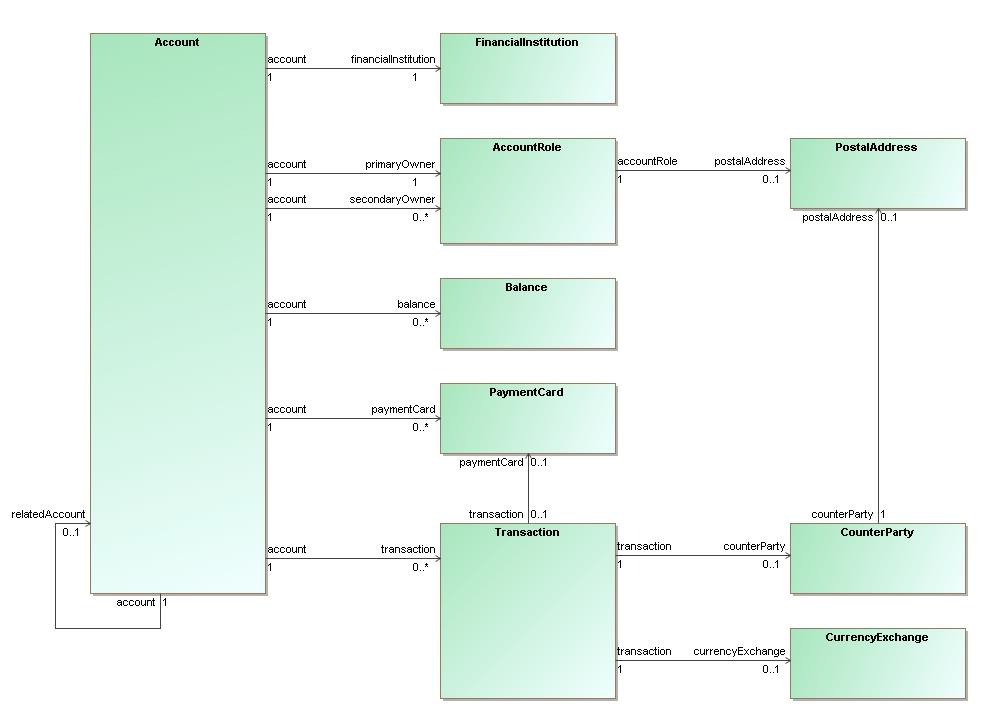 Account
FinancialInstitution
account financialInstitution
1 1
AccountRole
PostalAddress
account primaryOwner
1 1
accountRole postalAddress
1 0..1
account secondaryOwner
1 0..*
postalAddress 0..1
Balance
account balance
1 0..*
PaymentCard
account paymentCard
1 0..*
paymentCard 0..1
relatedAccount
0..1
transaction 0..1
counterParty 1
Transaction
CounterParty
account transaction
1 0..*
transaction counterParty
1 0..1
account 1
CurrencyExchange
transaction currencyExchange
1 0..1